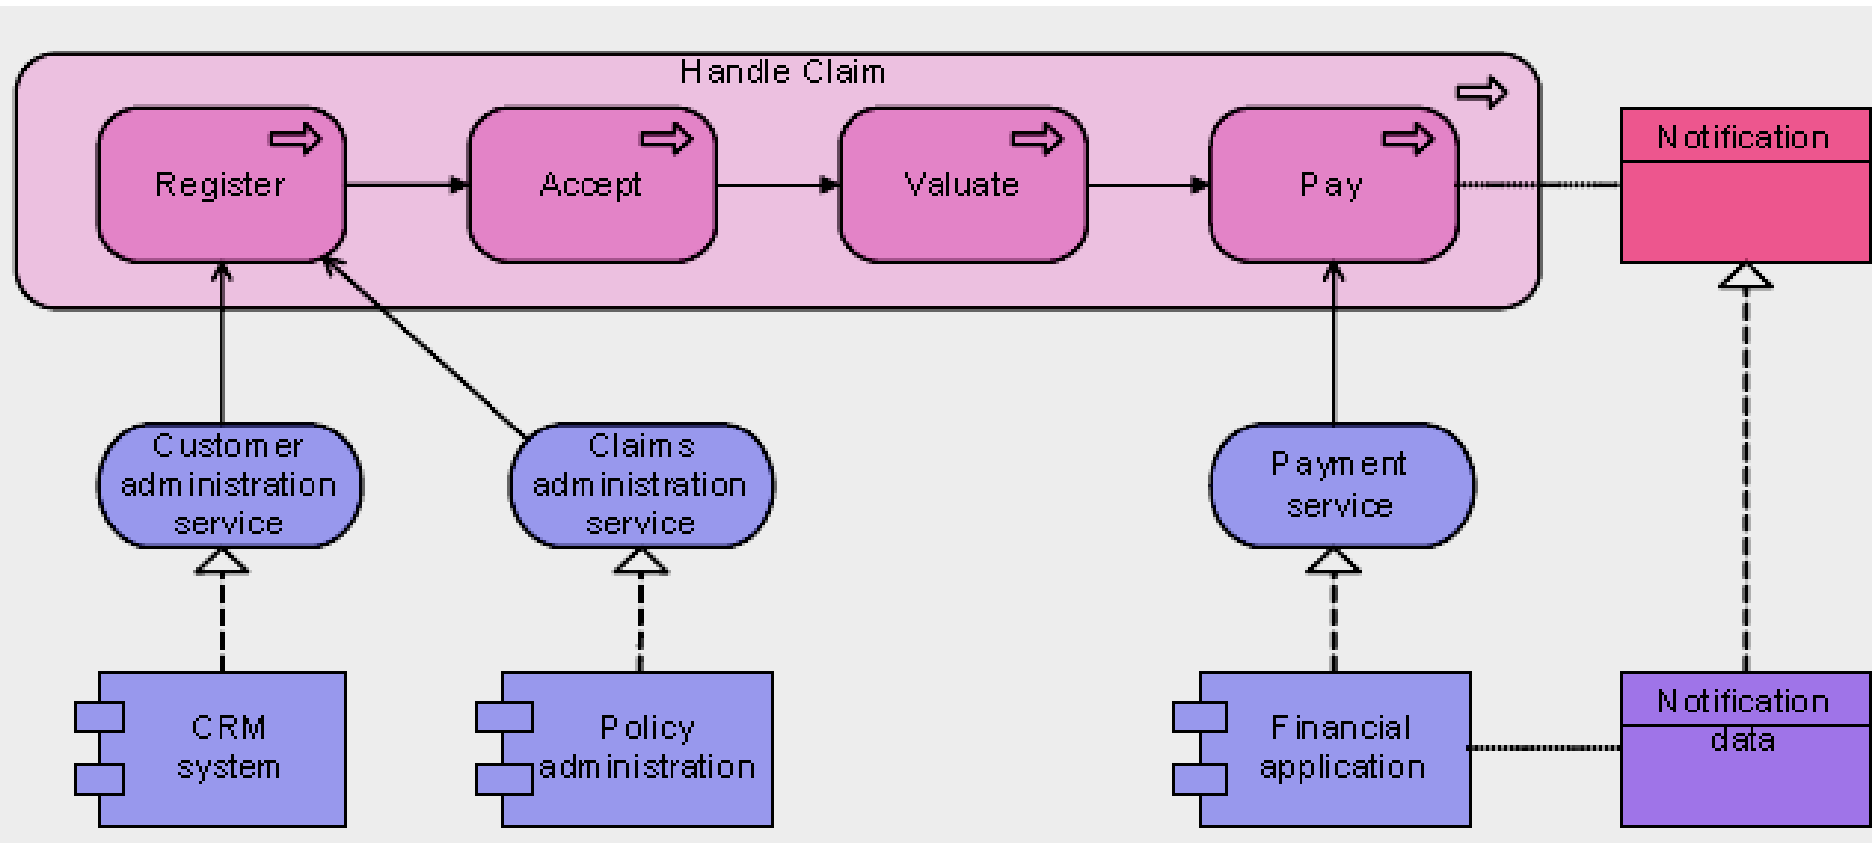 Handle Claim
Notification
Register
Accept
Valuate
Pay
Customer
administration
service
Claims
administration
service
Payment
service
CRM
system
Policy
administration
Financial
application
Notification
data